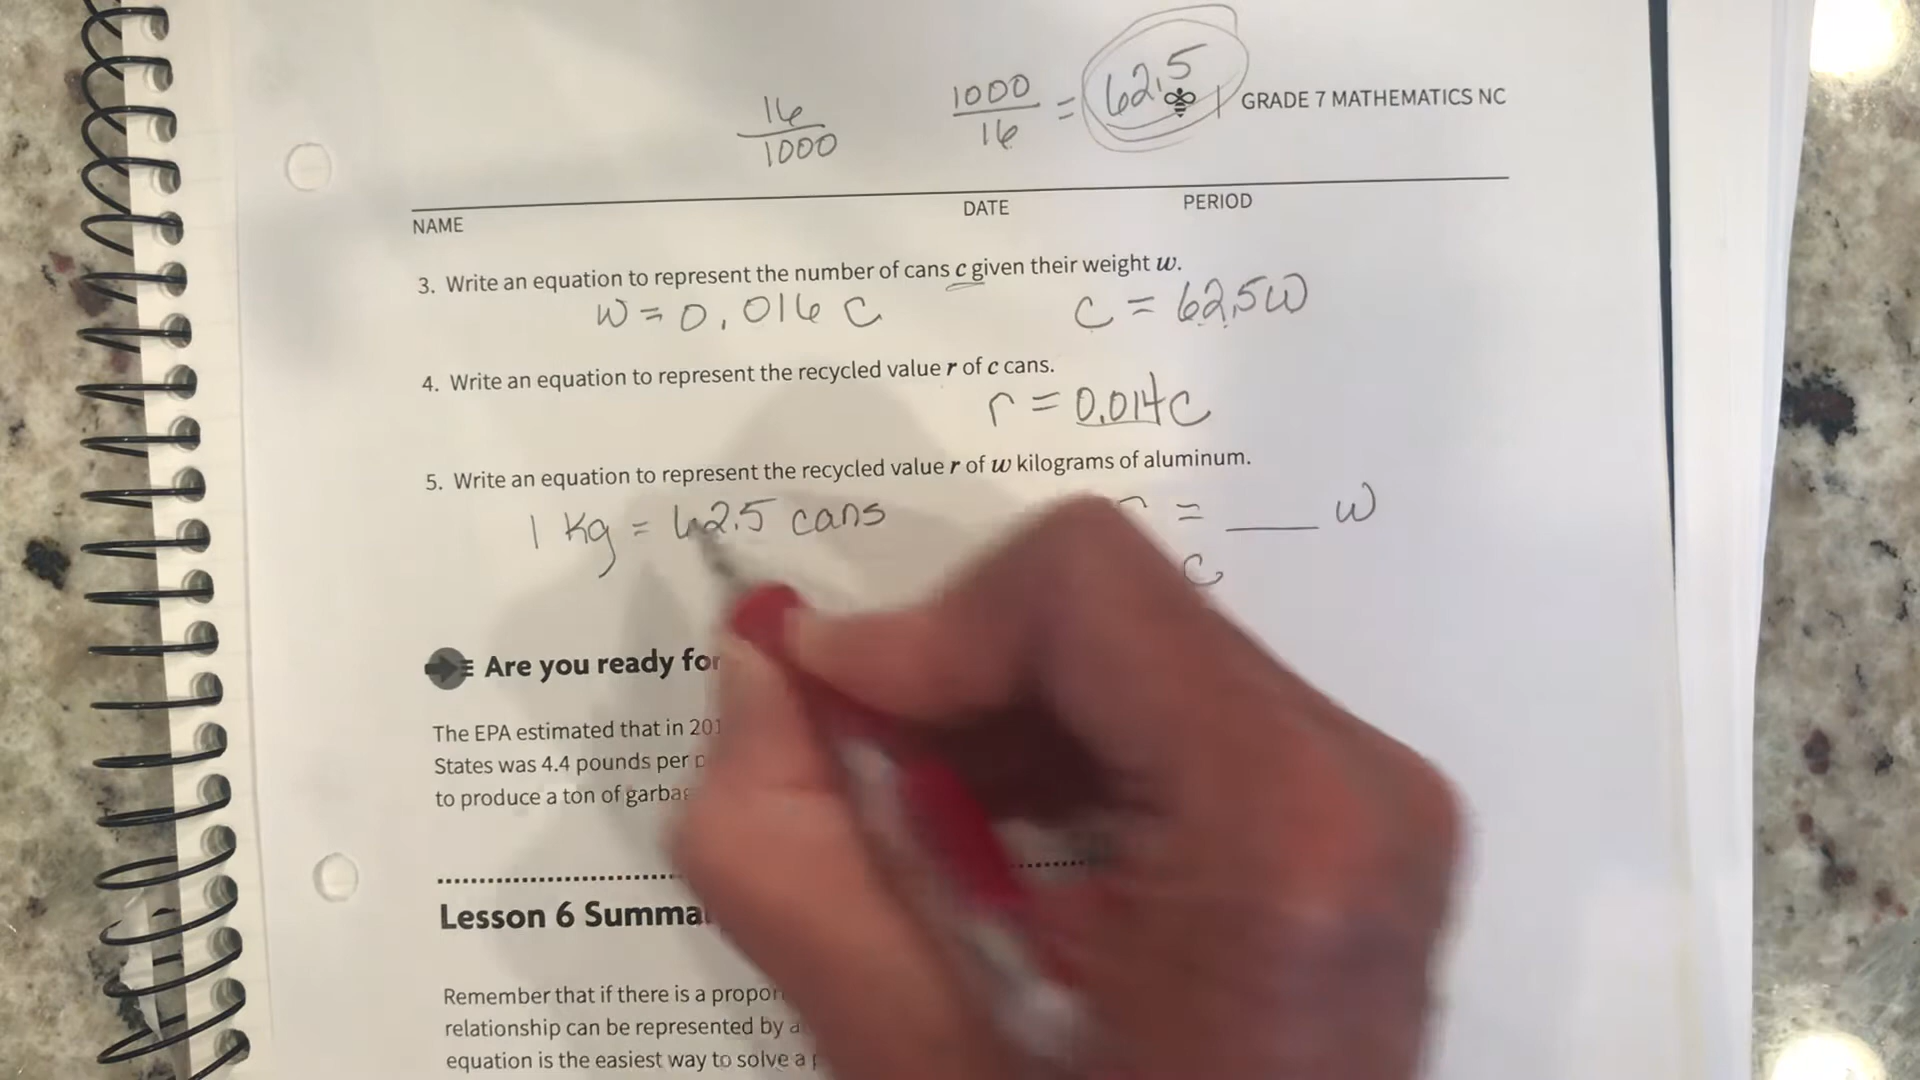 16
1000
1000
16
= 62.5
GRADE 7 MATHEMATICS NC
NAME DATE PERIOD
3. Write an equation to represent the number of cans c given their weight w.
w = 0.016 c c = 62.5w
4. Write an equation to represent the recycled value r of c cans.
r = 0.014c
5. Write an equation to represent the recycled value r of w kilograms of aluminum.
1 Kg = 62.5 cans = ____ w
c
Are you ready for
The EPA estimated that in
States was 4.4 pounds per
to produce a ton of
Lesson 6
Remember that if there is a
relationship can be represented by a
equation is the easiest way to solve a